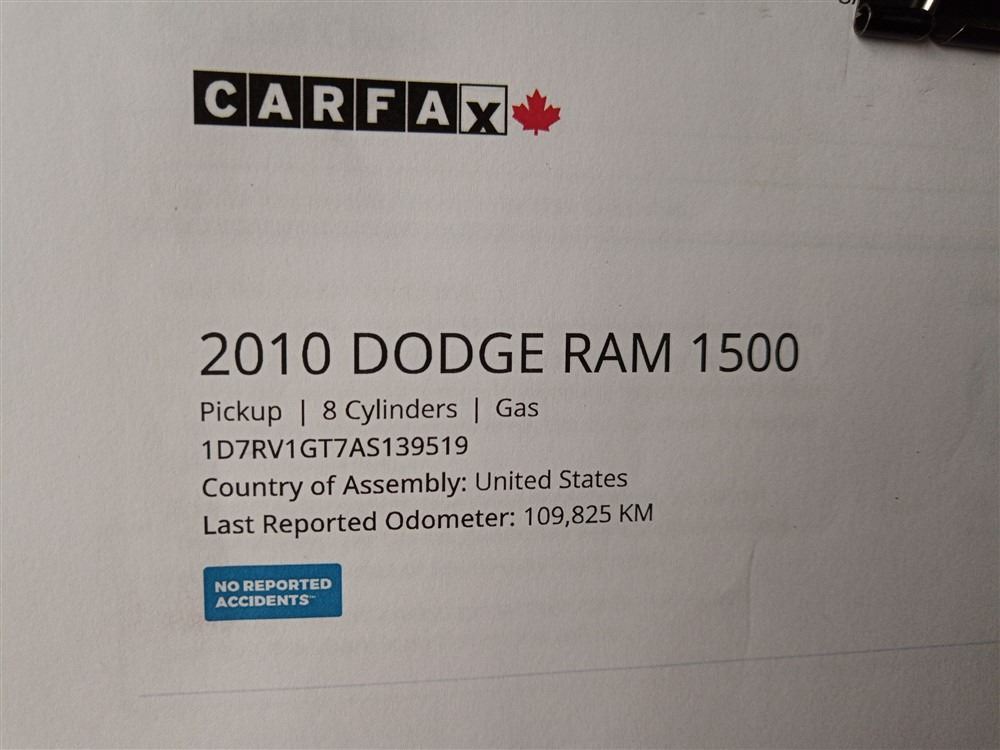 CARFAX
2010 DODGE RAM 1500
Pickup | 8 Cylinders | Gas
1D7RV1GT7AS139519
Country of Assembly: United States
Last Reported Odometer: 109,825 KM
NO REPORTED
ACCIDENTS™